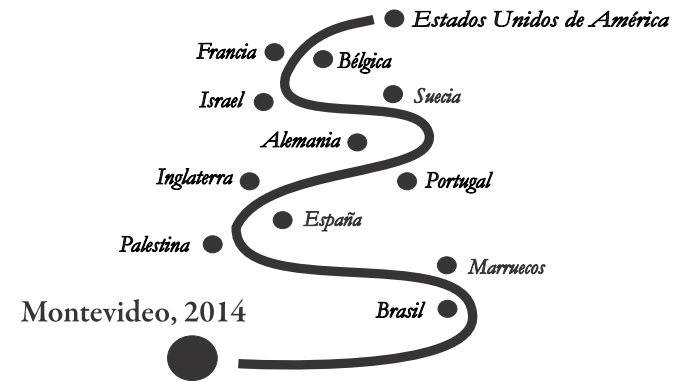 Estados Unidos de América
Francia
Bélgica
Israel
Suecia
Alemania
Inglaterra
Portugal
España
Palestina
Marruecos
Brasil
Montevideo, 2014